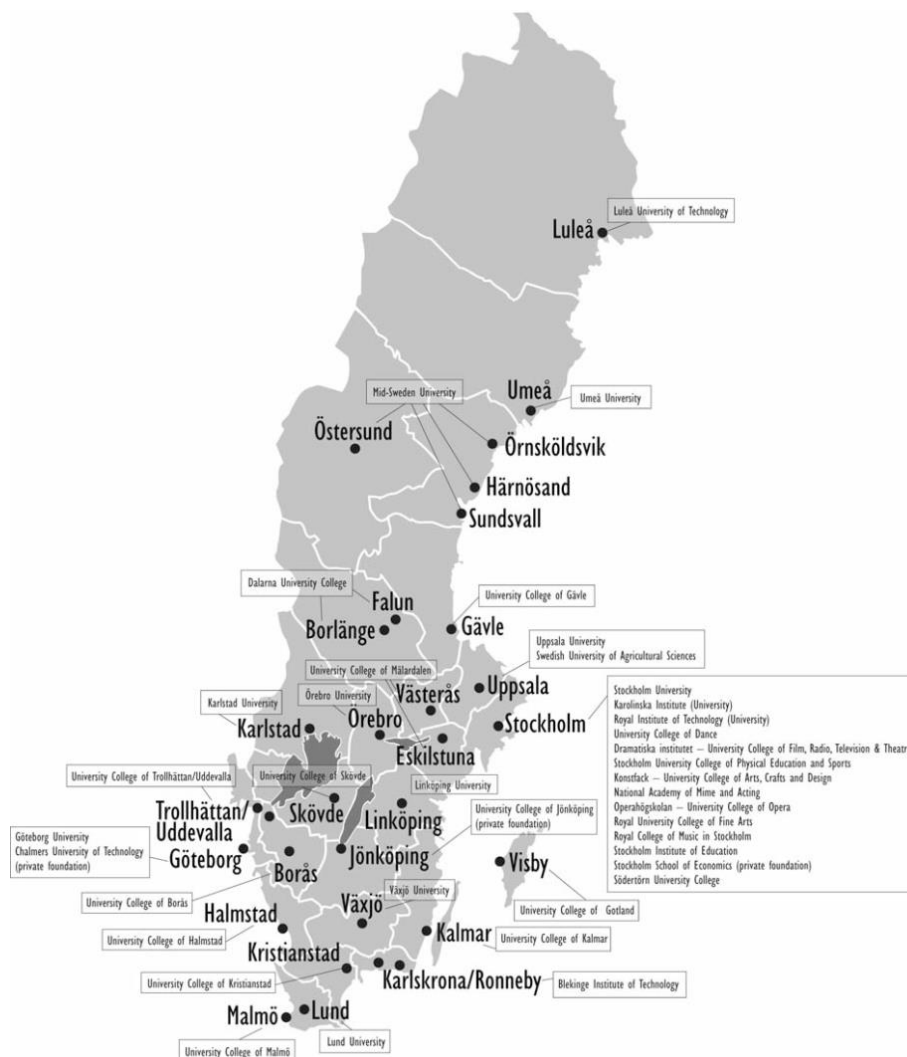 Luleå University of Technology
Luleå
Mid-Sweden University
Umeå
Umeå University
Östersund
Örnsköldsvik
Härnösand
Sundsvall
Dalarna University College
Falun
Borlänge
University College of Gävle
Gävle
Uppsala University
Swedish University of Agricultural Sciences
University College of Mälardalen
Västerås
Uppsala
Örebro University
Karlstad University
Karlstad
Örebro
Eskilstuna
Stockholm
Stockholm University
Karolinska Institute (University)
Royal Institute of Technology (University)
University College of Dance
Dramatiska institutet – University College of Film, Radio, Television & Theatr
Stockholm University College of Physical Education and Sports
Konstfack – University College of Arts, Crafts and Design
National Academy of Mime and Acting
Operahögskolan – University College of Opera
Royal University College of Fine Arts
Royal College of Music in Stockholm
Stockholm Institute of Education
Stockholm School of Economics (private foundation)
Södertörn University College
University College of Trollhättan/Uddevalla
University College of Skövde
Linköping University
Trollhättan/
Uddevalla
Skövde
Linköping
University College of Jönköping
(private foundation)
Göteborg University
Chalmers University of Technology
(private foundation)
Göteborg
Borås
Jönköping
Visby
University College of Borås
Växjö University
University College of Gotland
Halmstad
Växjö
University College of Halmstad
Kalmar
University College of Kalmar
Kristianstad
University College of Kristianstad
Karlskrona/Ronneby
Blekinge Institute of Technology
Malmö
Lund
Lund University
University College of Malmö